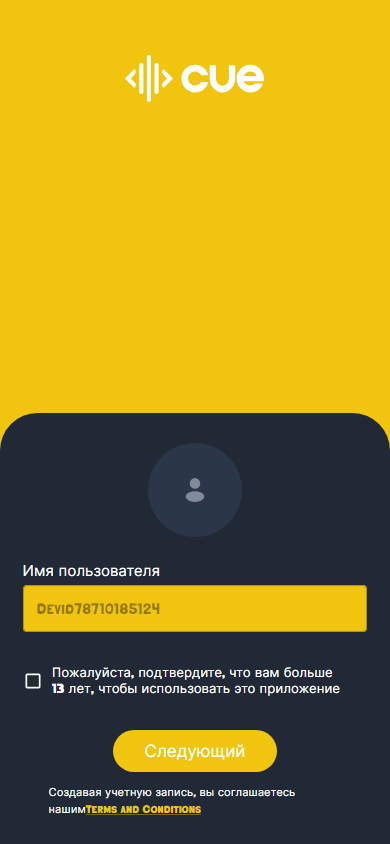 cue
Имя пользователя
Devid78710185124
Пожалуйста, подтвердите, что вам больше
13 лет, чтобы использовать это приложение
Следующий
Создавая учетную запись, вы соглашаетесь
нашимTerms and Conditions